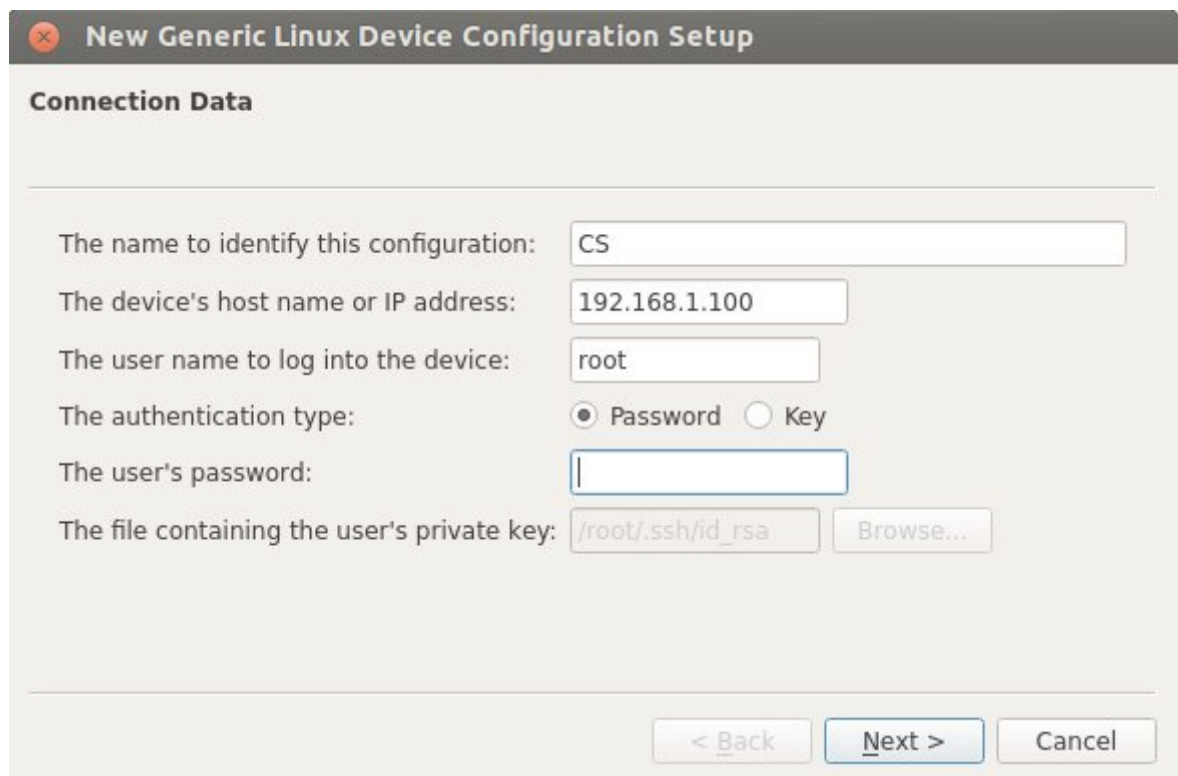 New Generic Linux Device Configuration Setup
Connection Data
The name to identify this configuration: CS
The device's host name or IP address: 192.168.1.100
The user name to log into the device: root
The authentication type: Password Key
The user's password:
The file containing the user's private key: /root/.ssh/id_rsa Browse...
< Back Next > Cancel